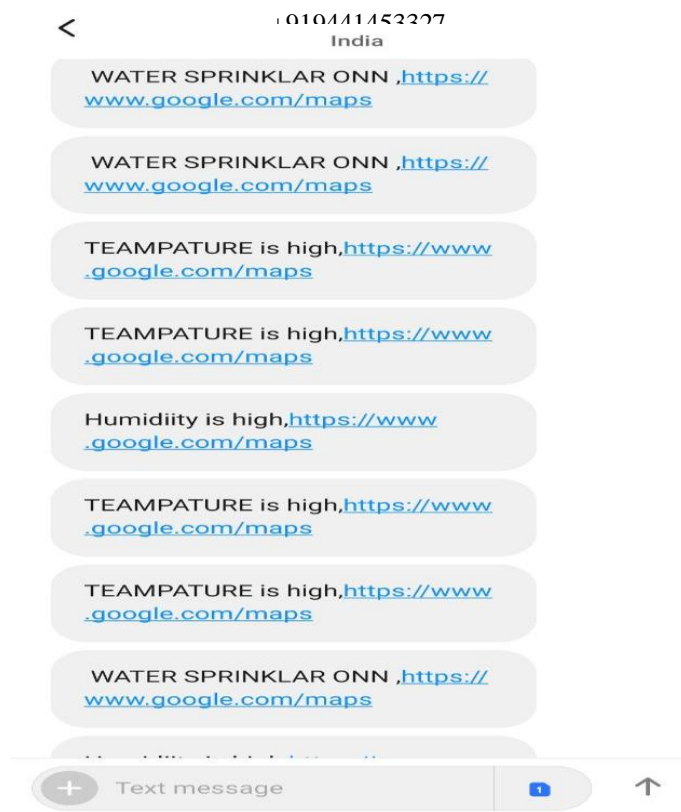 +919441453327
India
WATER SPRINKLAR ONN ,https://
www.google.com/maps
WATER SPRINKLAR ONN ,https://
www.google.com/maps
TEAMPATURE is high,https://www
.google.com/maps
TEAMPATURE is high,https://www
.google.com/maps
Humidiity is high,https://www
.google.com/maps
TEAMPATURE is high,https://www
.google.com/maps
TEAMPATURE is high,https://www
.google.com/maps
WATER SPRINKLAR ONN ,https://
www.google.com/maps
Text message
1